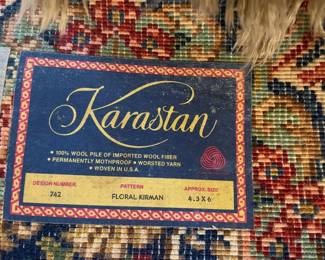 Karastan®
• 100% WOOL PILE OF IMPORTED WOOL FIBER
• PERMANENTLY MOTHPROOF • WORSTED YARN
• WOVEN IN U.S.A.
DESIGN NUMBER PATTERN APPROX. SIZE
742 FLORAL KIRMAN 4.3 X 6